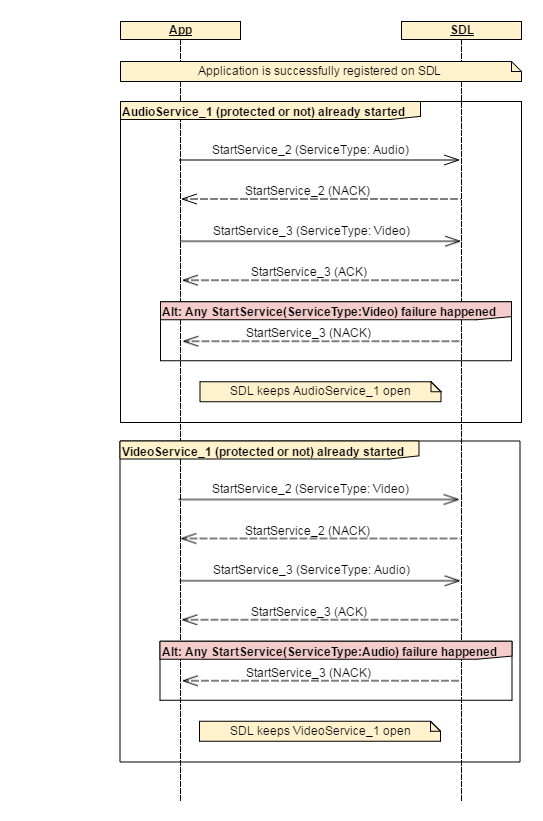 App SDL
Application is successfully registered on SDL
AudioService_1 (protected or not) already started
StartService_2 (ServiceType: Audio)
StartService_2 (NACK)
StartService_3 (ServiceType: Video)
StartService_3 (ACK)
Alt: Any StartService(ServiceType:Video) failure happened
StartService_3 (NACK)
SDL keeps AudioService_1 open
VideoService_1 (protected or not) already started
StartService_2 (ServiceType: Video)
StartService_2 (NACK)
StartService_3 (ServiceType: Audio)
StartService_3 (ACK)
Alt: Any StartService(ServiceType:Audio) failure happened
StartService_3 (NACK)
SDL keeps VideoService_1 open